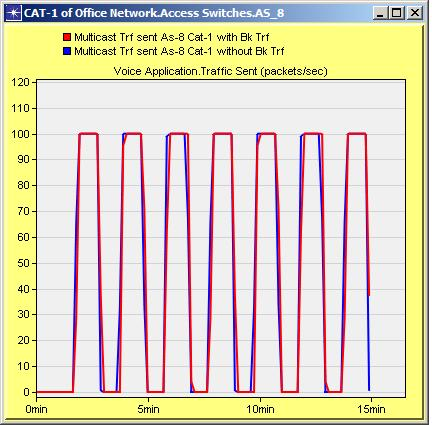 CAT-1 of Office Network.Access Switches.AS_8
Multicast Trf sent As-8 Cat-1 with Bk Trf
Multicast Trf sent As-8 Cat-1 without Bk Trf
Voice Application.Traffic Sent (packets/sec)
120
110
100
90
80
70
60
50
40
30
20
10
0
0min 5min 10min 15min